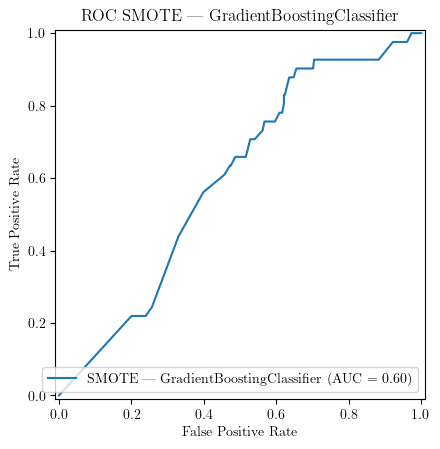 ROC SMOTE — GradientBoostingClassifier
True Positive Rate
1.0
0.8
0.6
0.4
0.2
0.0
SMOTE — GradientBoostingClassifier (AUC = 0.60)
0.0 0.2 0.4 0.6 0.8 1.0
False Positive Rate